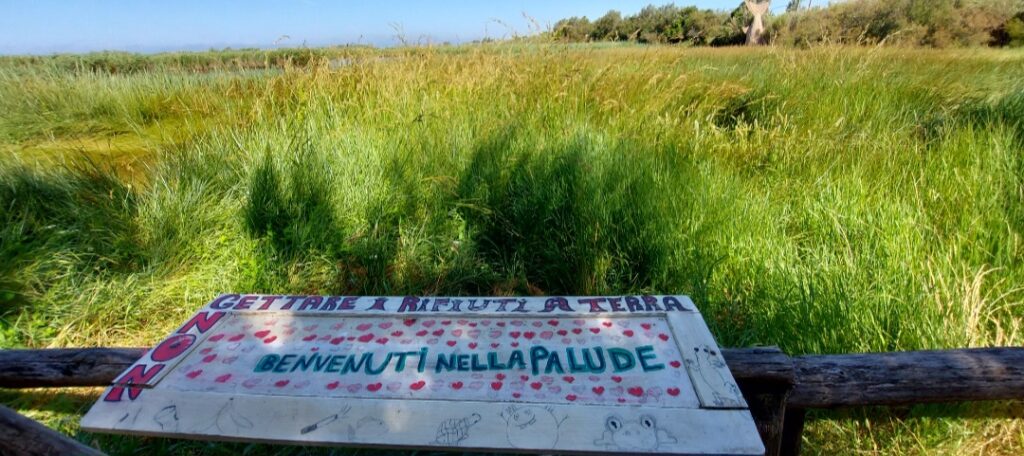 NON
GETTARE I RIFIUTI A TERRA
BENVENUTI NELLA PALUDE